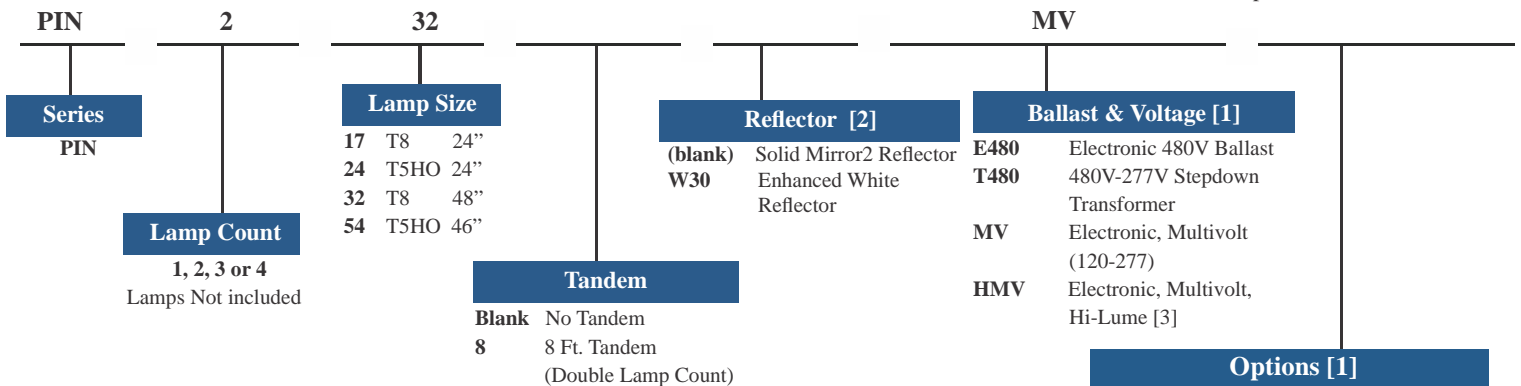 PIN 2 32 MV
Series
PIN
Lamp Count
1, 2, 3 or 4
Lamps Not included
Lamp Size
17 T8 24”
24 T5HO 24”
32 T8 48”
54 T5HO 46”
Tandem
Blank No Tandem
8 8 Ft. Tandem
(Double Lamp Count)
Reflector [2]
(blank) Solid Mirror2 Reflector
W30 Enhanced White
Reflector
Ballast & Voltage [1]
E480 Electronic 480V Ballast
T480 480V-277V Stepdown
Transformer
MV Electronic, Multivolt
(120-277)
HMV Electronic, Multivolt,
Hi-Lume [3]
Options [1]